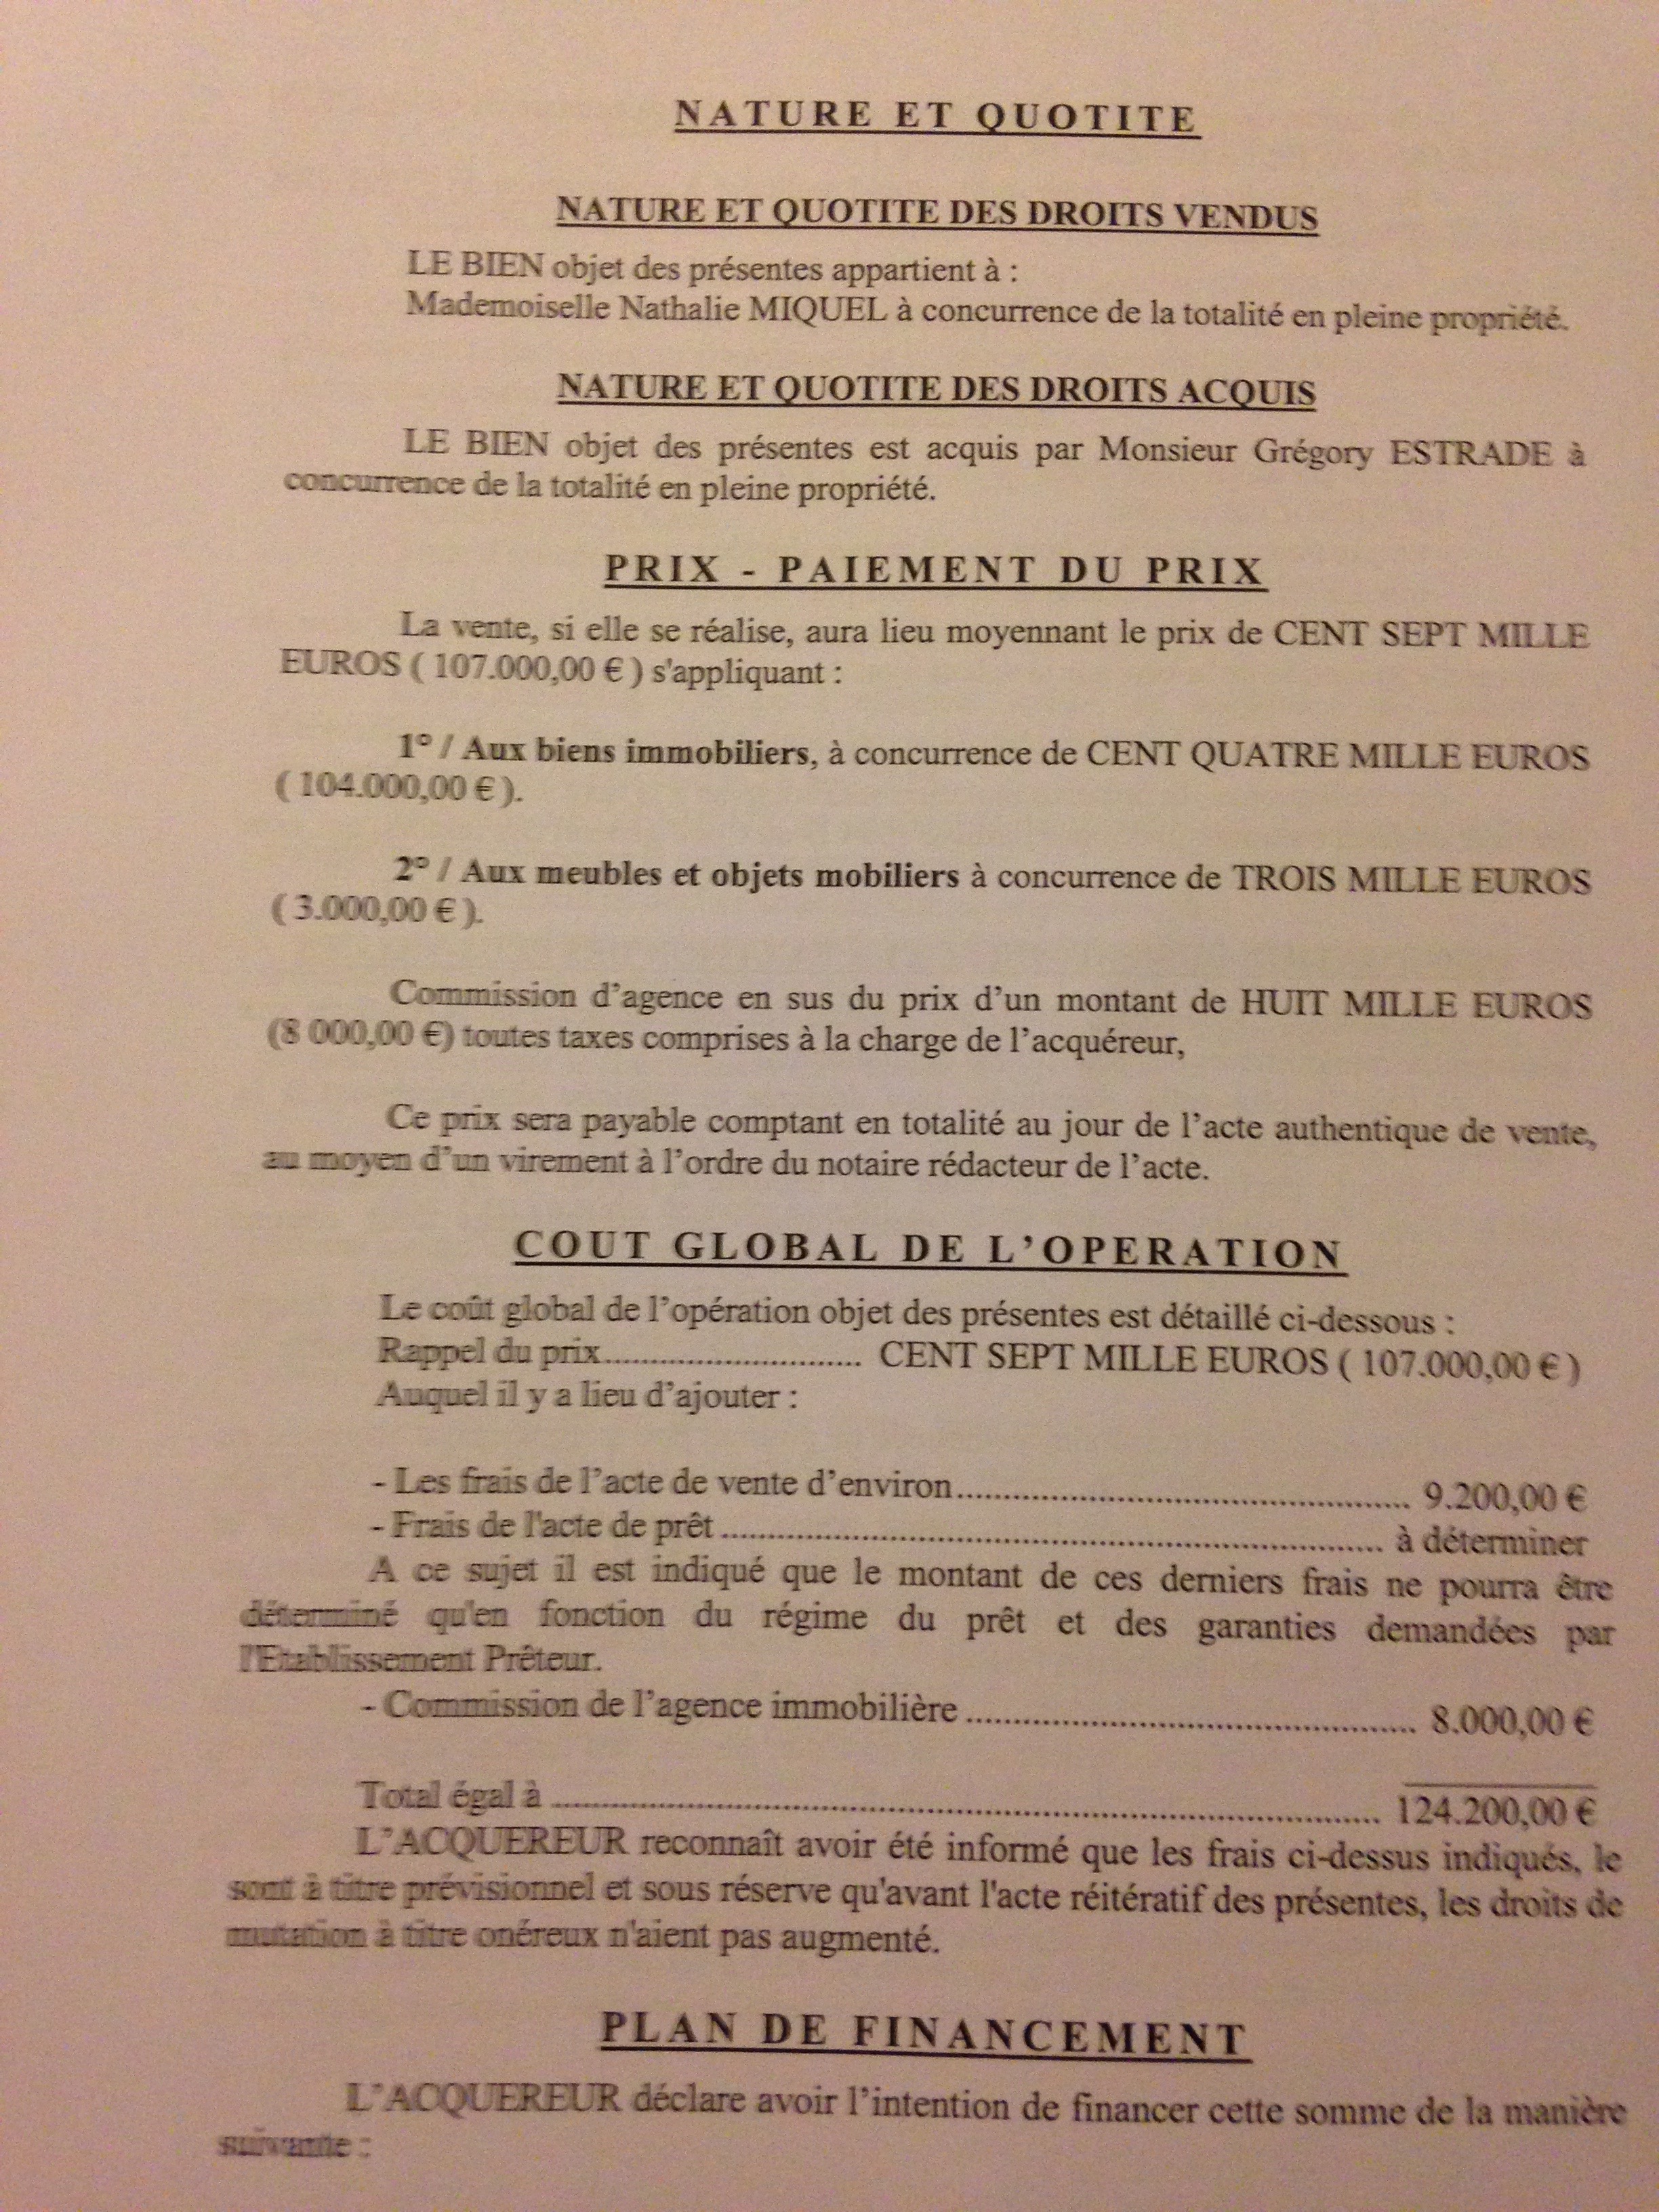 NATURE ET QUOTITE
NATURE ET QUOTITE DES DROITS VENDUS
LE BIEN objet des présentes appartient à :
Mademoiselle Nathalie MIQUEL à concurrence de la totalité en pleine propriété.
NATURE ET QUOTITE DES DROITS ACQUIS
LE BIEN objet des présentes est acquis par Monsieur Grégory ESTRADE à
concurrence de la totalité en pleine propriété.
PRIX - PAIEMENT DU PRIX
La vente, si elle se réalise, aura lieu moyennant le prix de CENT SEPT MILLE
EUROS ( 107.000,00 € ) s'appliquant :
1° / Aux biens immobiliers, à concurrence de CENT QUATRE MILLE EUROS
( 104.000,00 € ).
2° / Aux meubles et objets mobiliers à concurrence de TROIS MILLE EUROS
( 3.000,00 € ).
Commission d’agence en sus du prix d’un montant de HUIT MILLE EUROS
(8 000,00 €) toutes taxes comprises à la charge de l’acquéreur,
Ce prix sera payable comptant en totalité au jour de l’acte authentique de vente,
au moyen d’un virement à l’ordre du notaire rédacteur de l’acte.
COUT GLOBAL DE L’OPERATION
Le coût global de l’opération objet des présentes est détaillé ci-dessous :
Rappel du prix............................ CENT SEPT MILLE EUROS ( 107.000,00 € )
Auquel il y a lieu d’ajouter :
- Les frais de l’acte de vente d’environ.................................................. 9.200,00 €
- Frais de l'acte de prêt ......................................................................... à déterminer
A ce sujet il est indiqué que le montant de ces derniers frais ne pourra être
déterminé qu'en fonction du régime du prêt et des garanties demandées par
l'Etablissement Prêteur.
- Commission de l’agence immobilière ................................................. 8.000,00 €
Total égal à ........................................................................................... 124.200,00 €
L’ACQUEREUR reconnaît avoir été informé que les frais ci-dessus indiqués, le
sont à titre prévisionnel et sous réserve qu'avant l'acte réitératif des présentes, les droits de
mutation à titre onéreux n'aient pas augmenté.
PLAN DE FINANCEMENT
L’ACQUEREUR déclare avoir l’intention de financer cette somme de la manière
suivante :